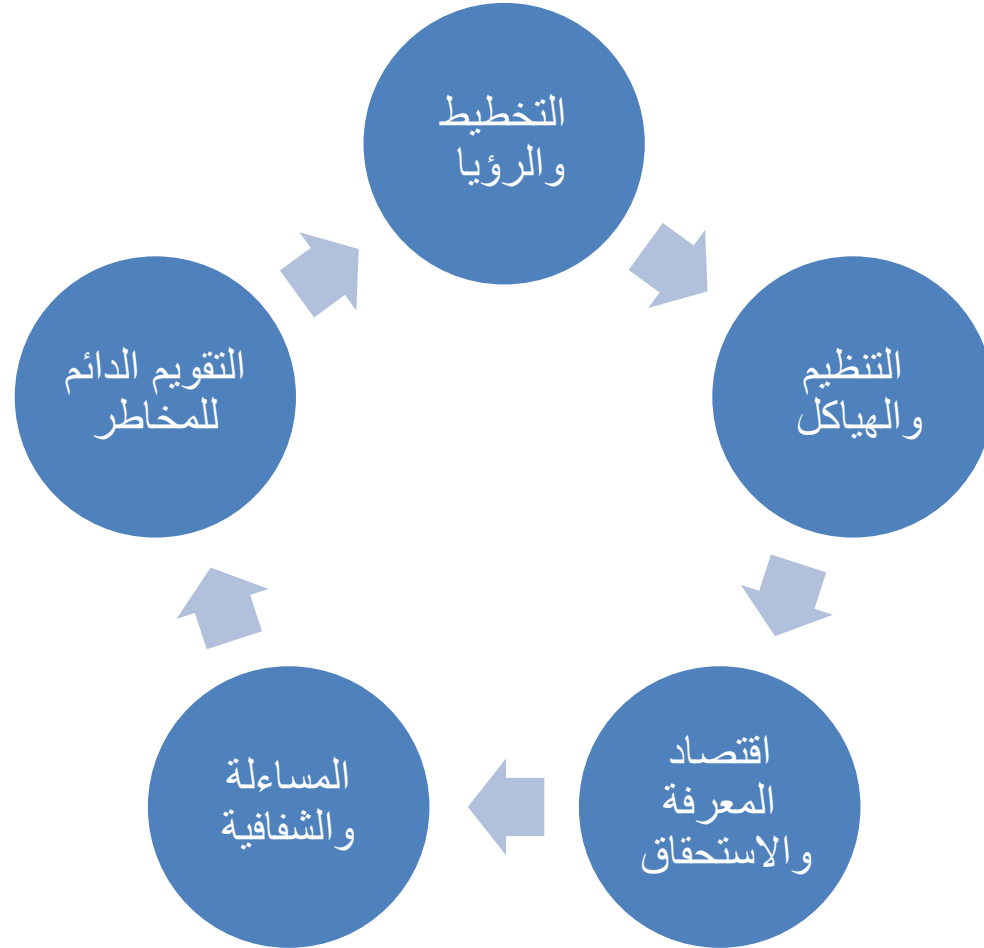 التخطيط
والرؤيا
التنظيم
والهياكل
اقتصاد
المعرفة
والاستحقاق
المساءلة
والشفافية
التقويم الدائم
للمخاطر